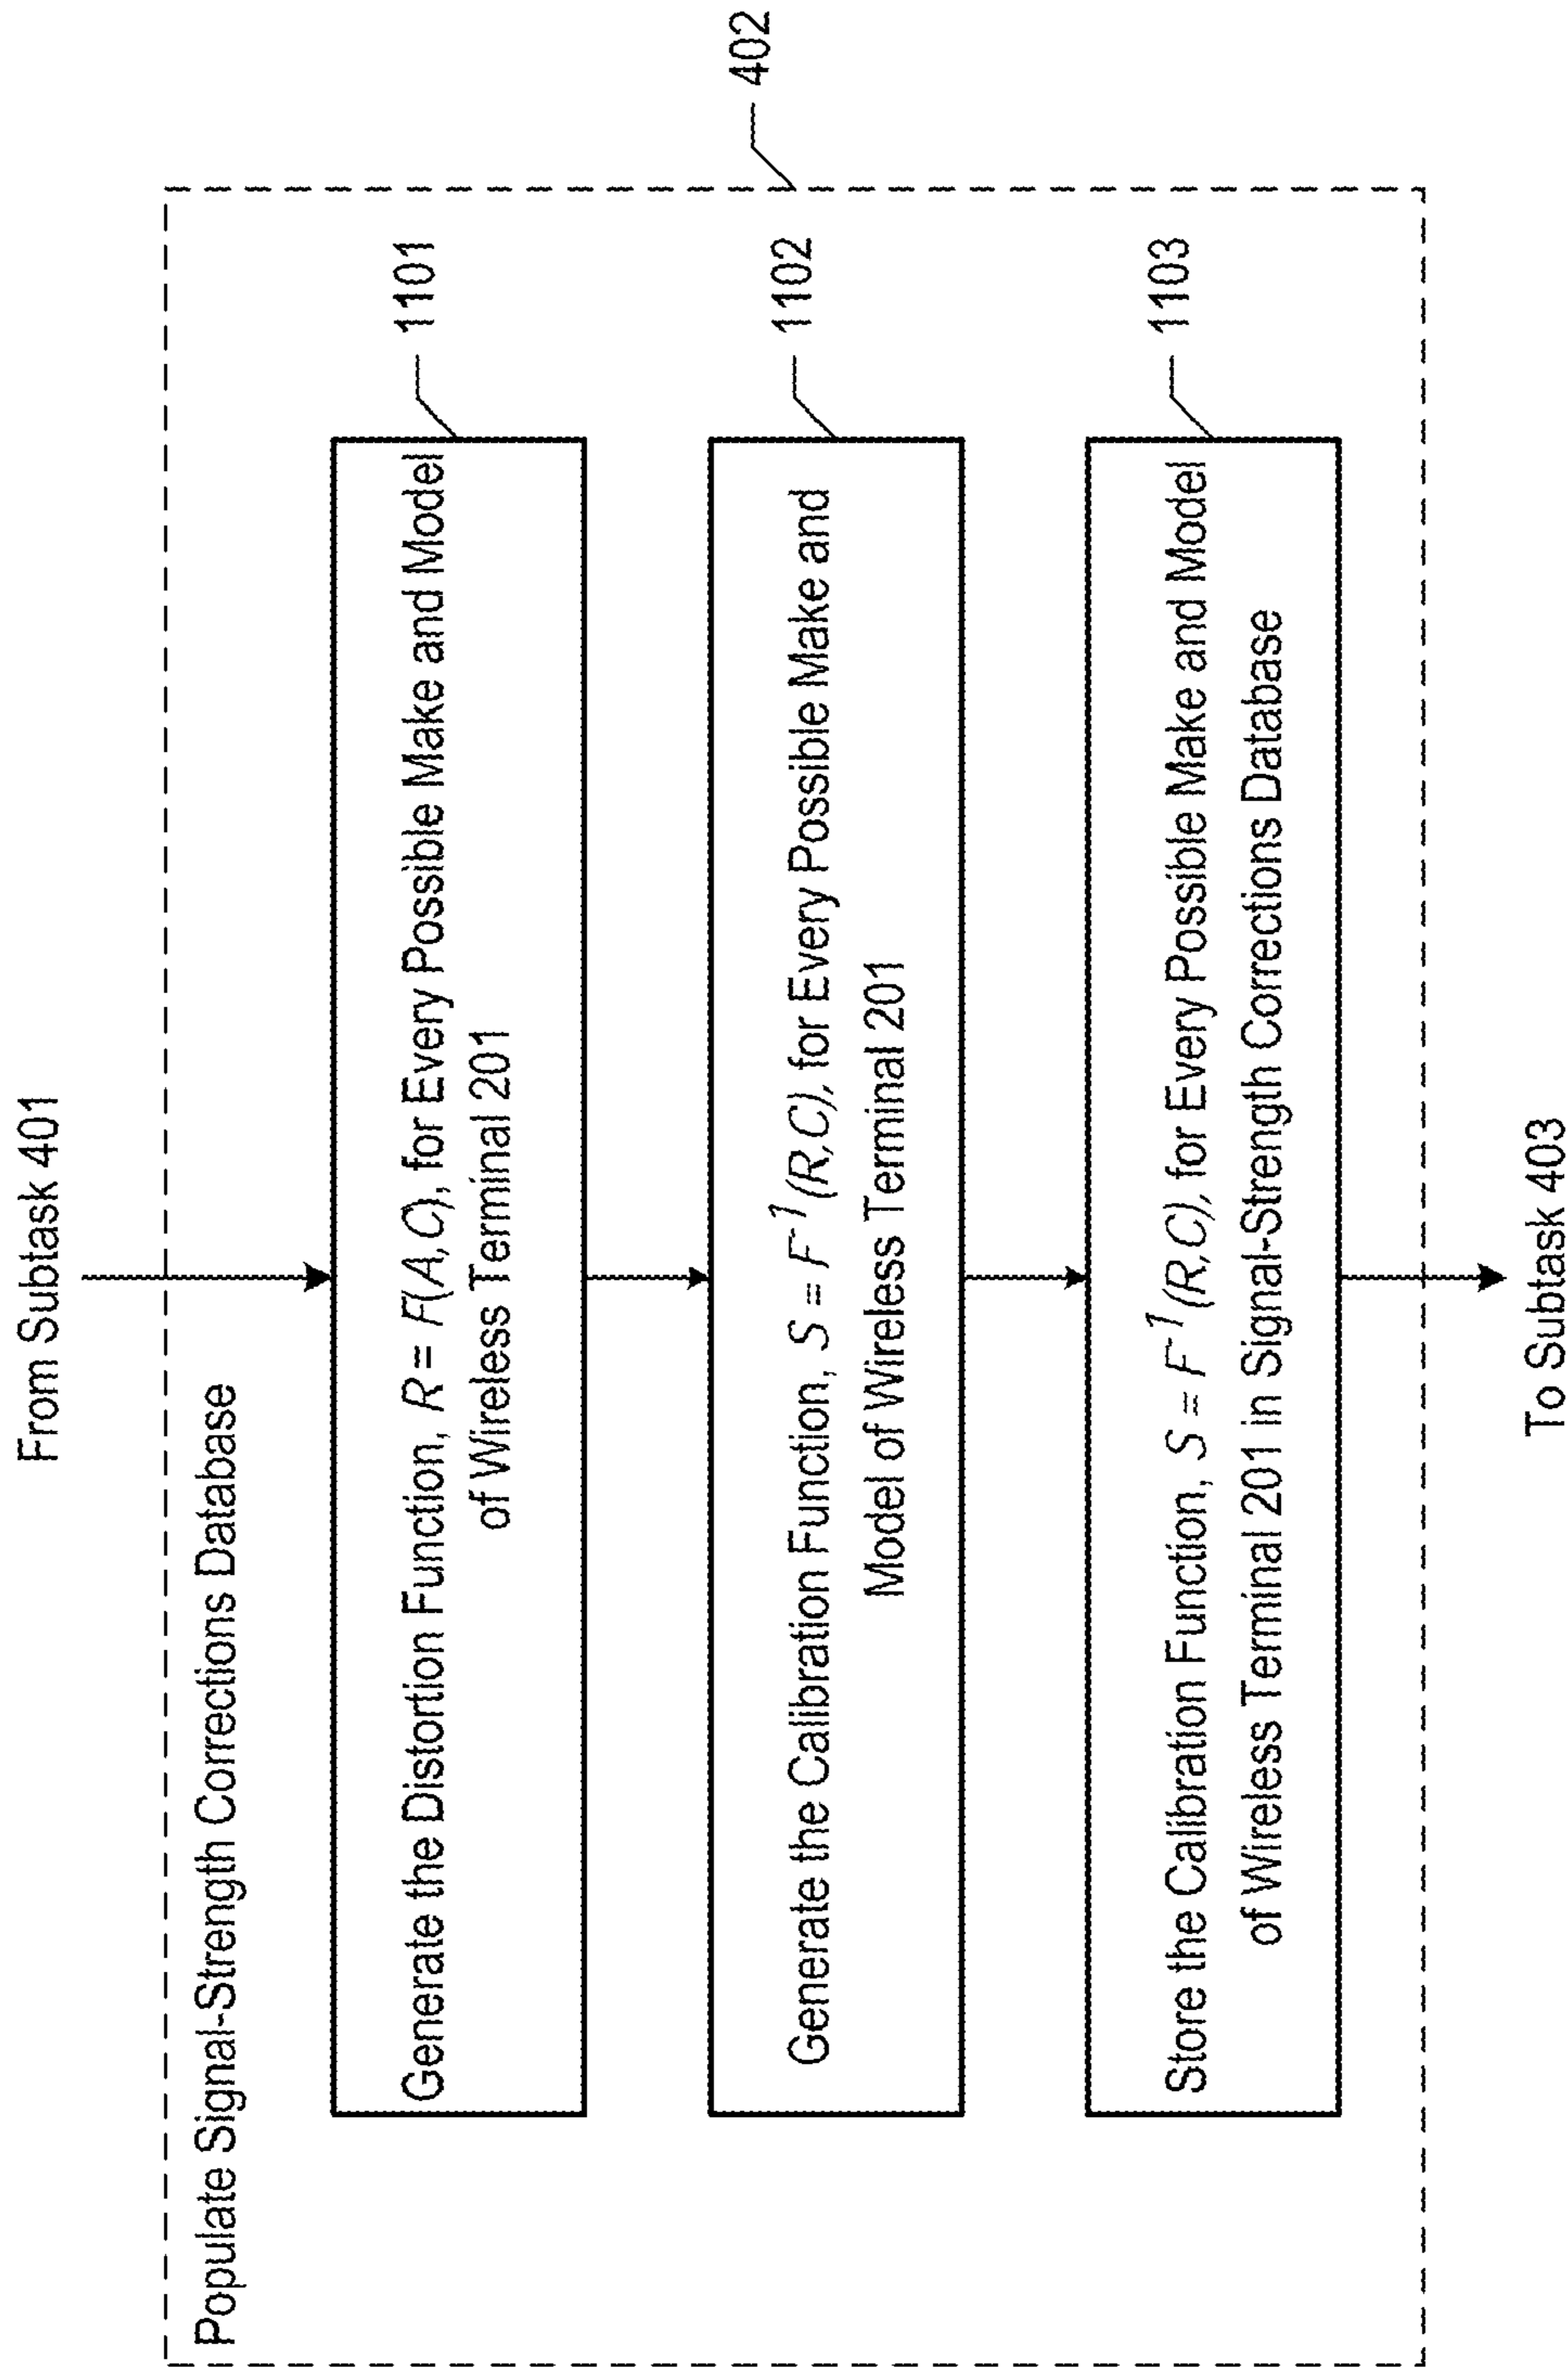 From Subtask 401
Populate Signal-Strength Corrections Database
402
1101
Generate the Distortion Function, R = F(A,C), for Every Possible Make and Model
of Wireless Terminal 201
1102
Generate the Calibration Function, S = F⁻¹(R,C), for Every Possible Make and
Model of Wireless Terminal 201
1103
Store the Calibration Function, S = F⁻¹(R,C), for Every Possible Make and Model
of Wireless Terminal 201 in Signal-Strength Corrections Database
To Subtask 403